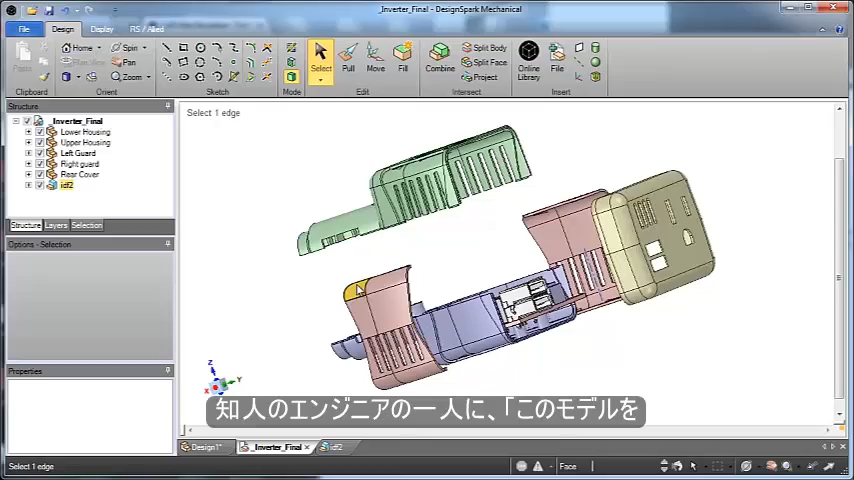 _Inverter_Final - DesignSpark Mechanical
File
Design
Display
RS / Allied
Paste
Home
Spin
Plan View
Pan
Zoom
Select
Pull
Move
Fill
Combine
Split Body
Split Face
Project
Online Library
File
Clipboard
Orient
Sketch
Mode
Edit
Intersect
Insert
Structure
_Inverter_Final
Lower Housing
Upper Housing
Left Guard
Right guard
Rear Cover
idf2
Structure
Layers
Selection
Options - Selection
Properties
Select 1 edge
Z
Y
X
知人のエンジニアの一人に、「このモデルを
Design1*
_Inverter_Final
idf2
Select 1 edge
Face